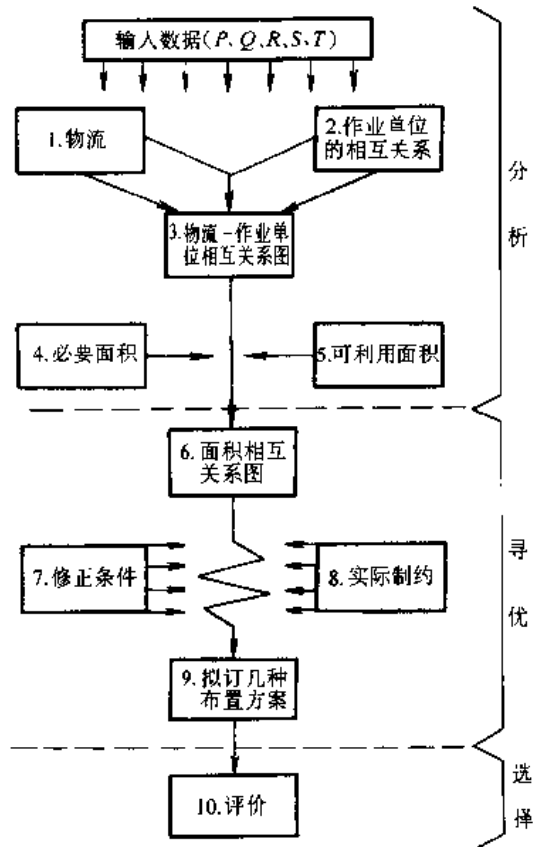 输入数据(P、Q、R、S、T)
1.物流
2.作业单位
的相互关系
3.物流-作业单
位相互关系图
分
析
4.必要面积
5.可利用面积
6.面积相互
关系图
7.修正条件
8.实际制约
寻
优
9.拟订几种
布置方案
10.评价
选
择